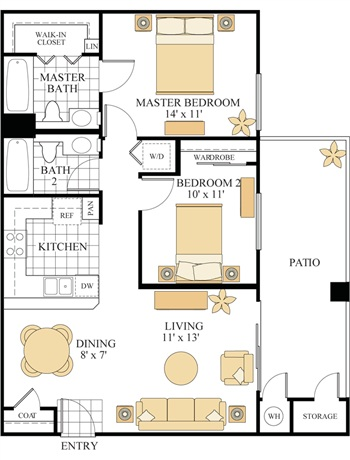 WALK-IN
CLOSET
LIN
MASTER
BATH
MASTER BEDROOM
14' x 11'
W/D
WARDROBE
BATH
2
BEDROOM 2
10' x 11'
REF
PAN
KITCHEN
DW
PATIO
LIVING
11' x 13'
DINING
8' x 7'
COAT
WH
STORAGE
ENTRY